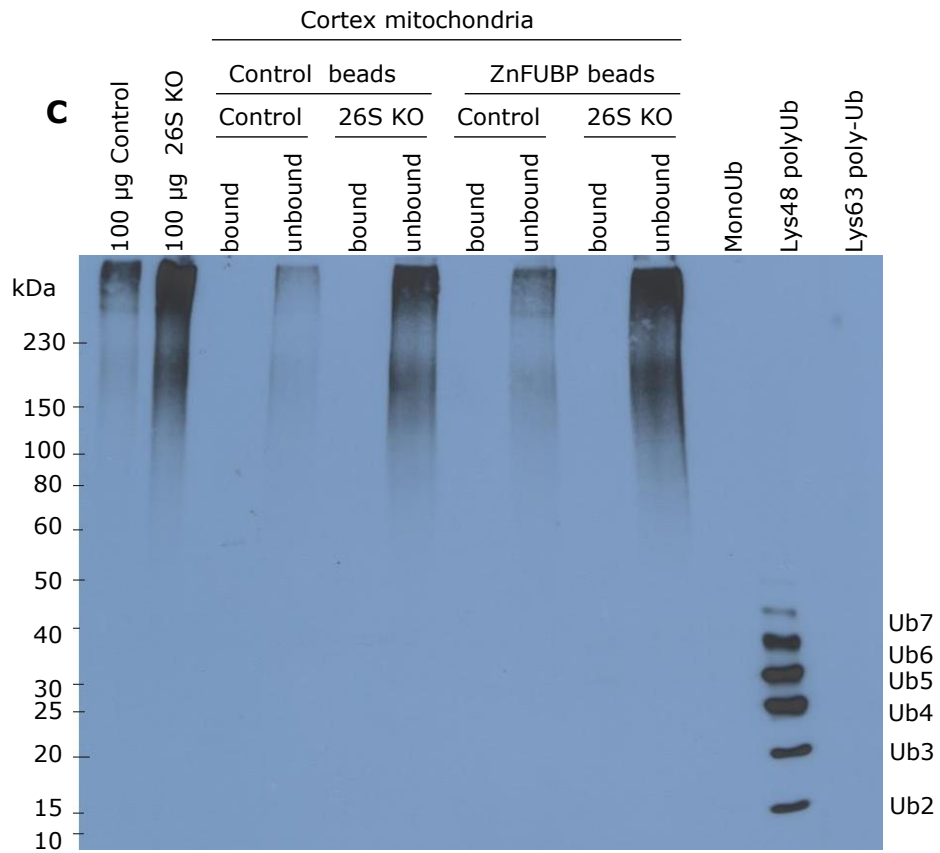 Cortex mitochondria
Control beads
ZnFUBP beads
C
Control
26S KO
Control
26S KO
100 µg Control
100 µg 26S KO
bound
unbound
bound
unbound
bound
unbound
bound
unbound
MonoUb
Lys48 polyUb
Lys63 poly-Ub
kDa
230
150
100
80
60
50
40
30
25
20
15
10
Ub7
Ub6
Ub5
Ub4
Ub3
Ub2